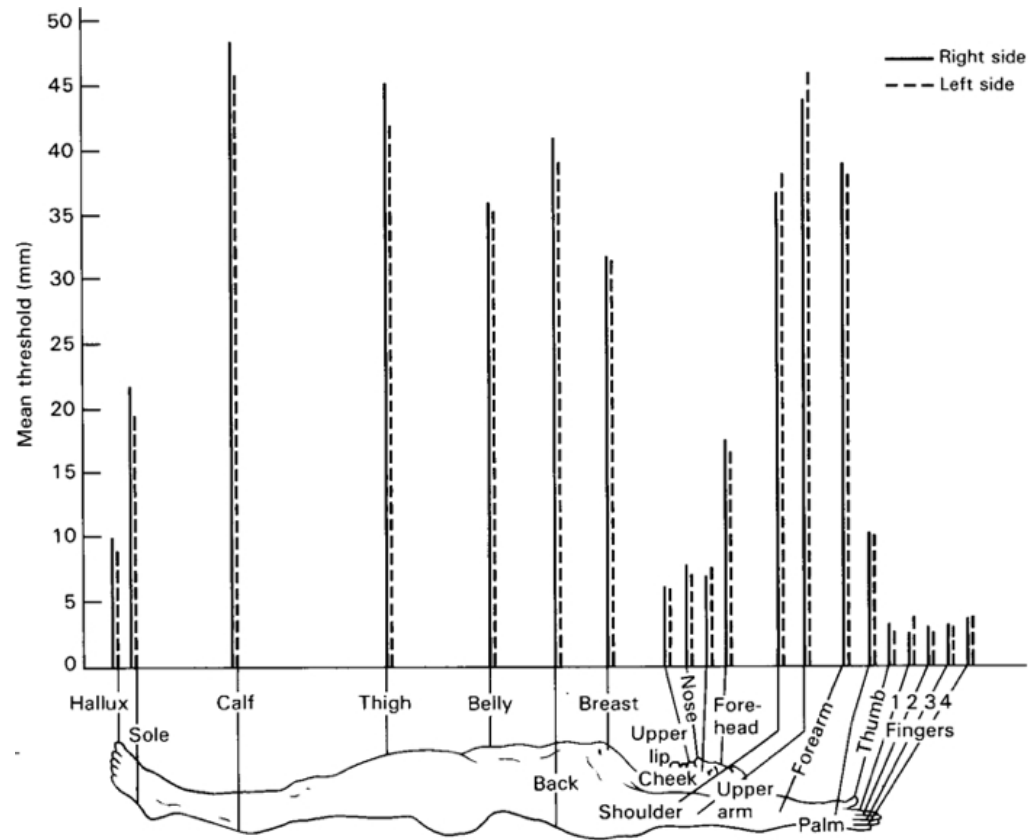 50
45
40
35
30
25
20
15
10
5
0
Mean threshold (mm)
Right side
Left side
Hallux
Sole
Calf
Thigh
Belly
Back
Breast
Upper
lip
Nose
Cheek
Fore-
head
Shoulder
Upper
arm
Forearm
Palm
Thumb
1 2 3 4
Fingers